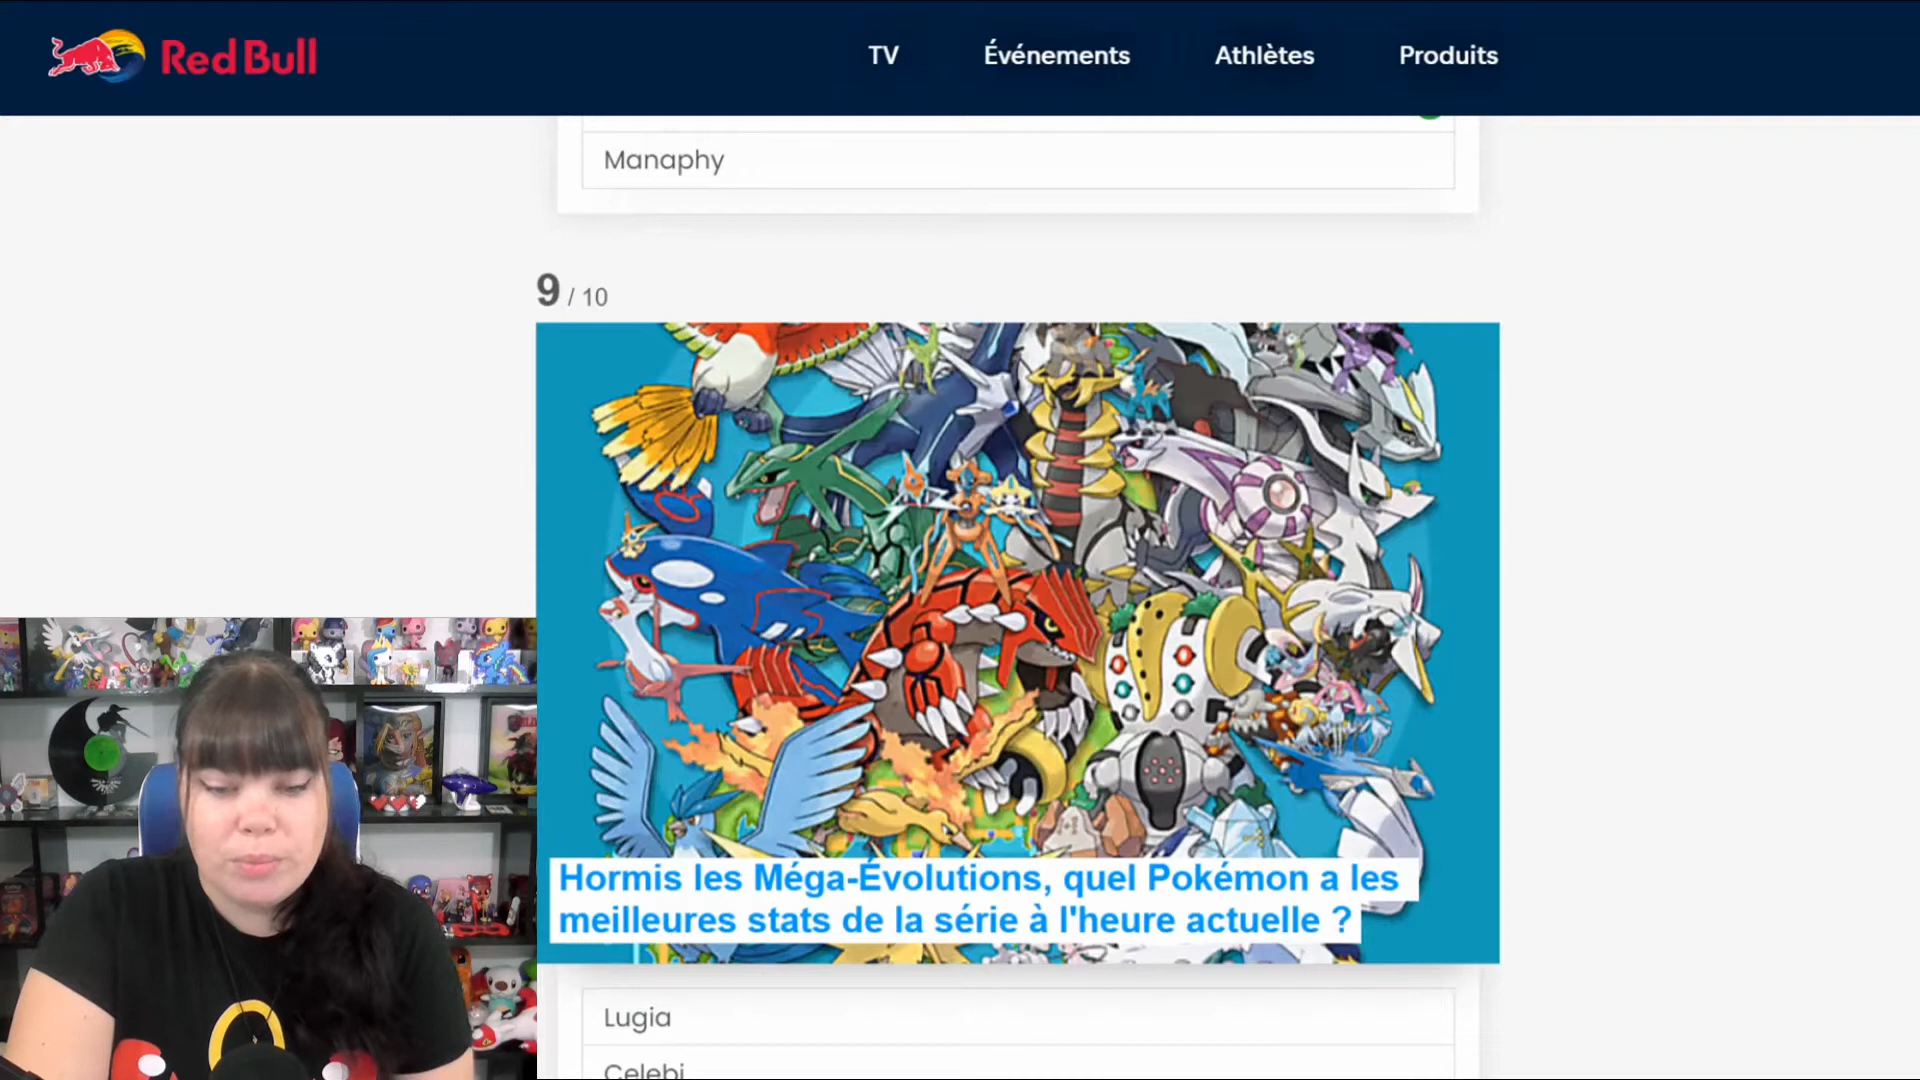 Red Bull
TV
Événements
Athlètes
Produits
Manaphy
9 / 10
Hormis les Méga-Évolutions, quel Pokémon a les
meilleures stats de la série à l'heure actuelle ?
Lugia
Celebi